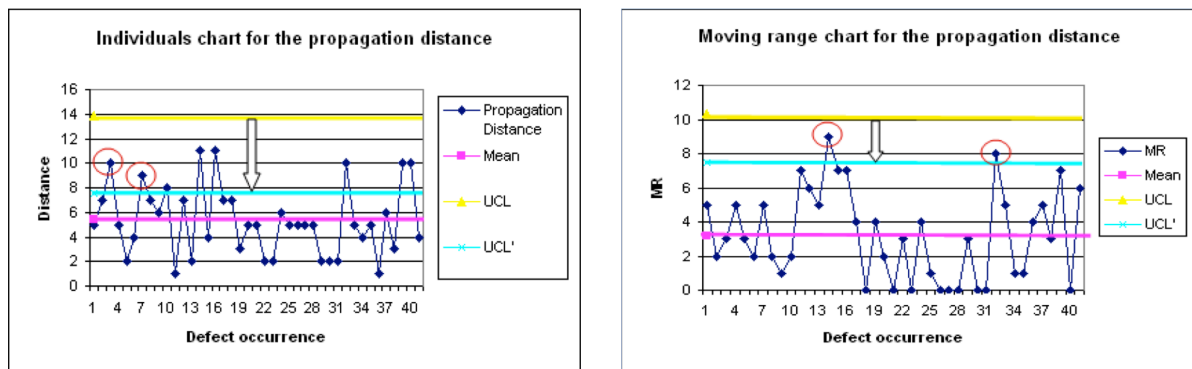 Individuals chart for the propagation distance
16
14
12
10
8
6
4
2
0
Distance
1 4 7 10 13 16 19 22 25 28 31 34 37 40
Defect occurrence
Propagation
Distance
Mean
UCL
UCL'
Moving range chart for the propagation distance
12
10
8
6
4
2
0
MR
1 4 7 10 13 16 19 22 25 28 31 34 37 40
Defect occurrence
MR
Mean
UCL
UCL'